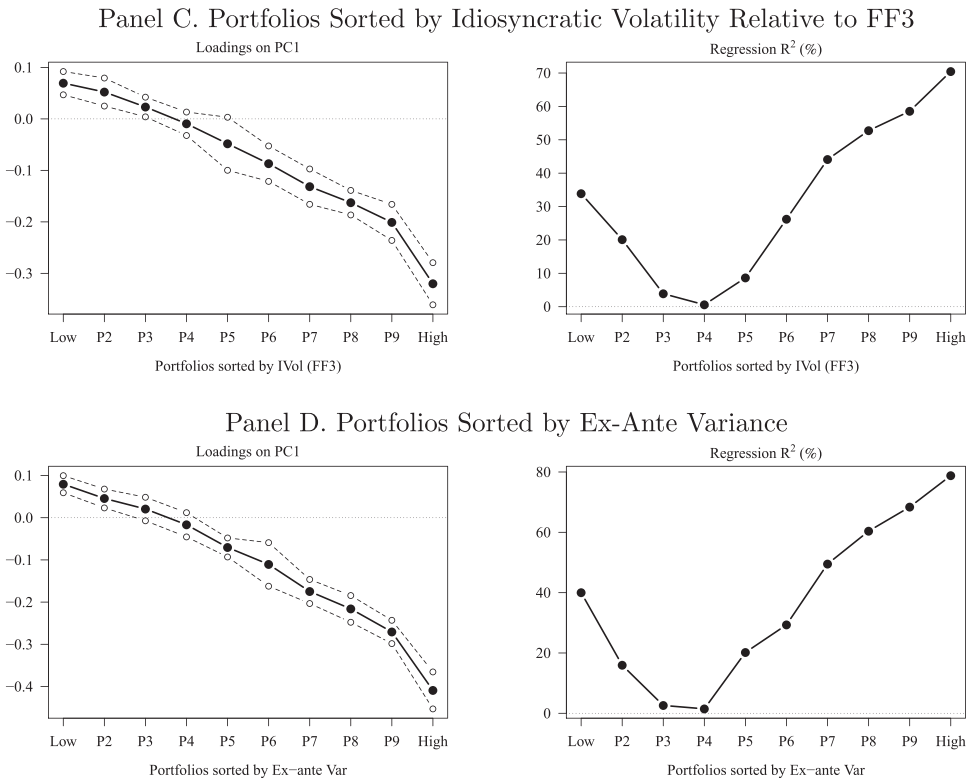 Panel C. Portfolios Sorted by Idiosyncratic Volatility Relative to FF3
Loadings on PC1
0.1
0.0
−0.1
−0.2
−0.3
Low P2 P3 P4 P5 P6 P7 P8 P9 High
Portfolios sorted by IVol (FF3)
Regression R² (%)
70
60
50
40
30
20
10
0
Low P2 P3 P4 P5 P6 P7 P8 P9 High
Portfolios sorted by IVol (FF3)
Panel D. Portfolios Sorted by Ex-Ante Variance
Loadings on PC1
0.1
0.0
−0.1
−0.2
−0.3
−0.4
Low P2 P3 P4 P5 P6 P7 P8 P9 High
Portfolios sorted by Ex−ante Var
Regression R² (%)
80
60
40
20
0
Low P2 P3 P4 P5 P6 P7 P8 P9 High
Portfolios sorted by Ex−ante Var